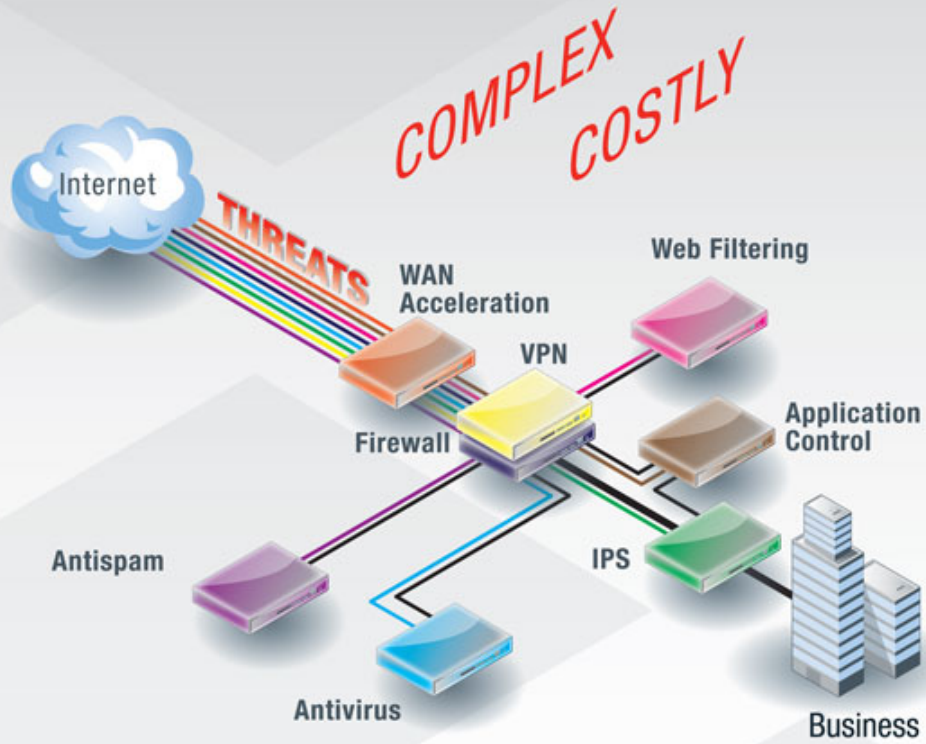 COMPLEX
COSTLY
Internet
THREATS
WAN
Acceleration
Web Filtering
VPN
Firewall
Application
Control
Antispam
IPS
Antivirus
Business